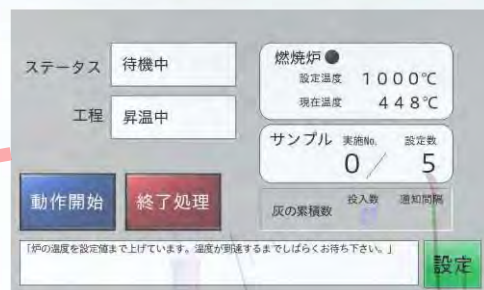 ステータス 待機中
工程 昇温中
燃焼炉
設定温度 1000℃
現在温度 448℃
サンプル 実施No. 設定数
0 / 5
動作開始 終了処理
灰の累積数 投入数 通知間隔
「炉の温度を設定値まで上げています。温度が到達するまでしばらくお待ち下さい。」
設定